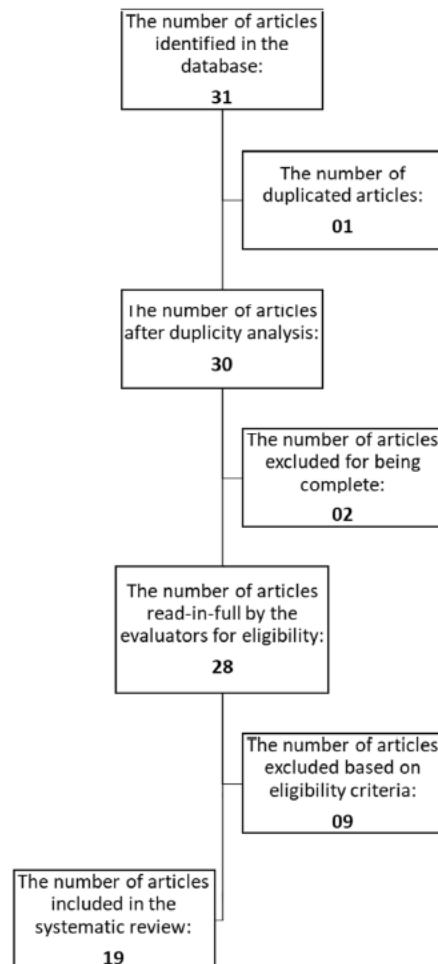 The number of articles
identified in the
database:
31
The number of
duplicated articles:
01
The number of articles
after duplicity analysis:
30
The number of articles
excluded for being
complete:
02
The number of articles
read-in-full by the
evaluators for eligibility:
28
The number of articles
excluded based on
eligibility criteria:
09
The number of articles
included in the
systematic review:
19